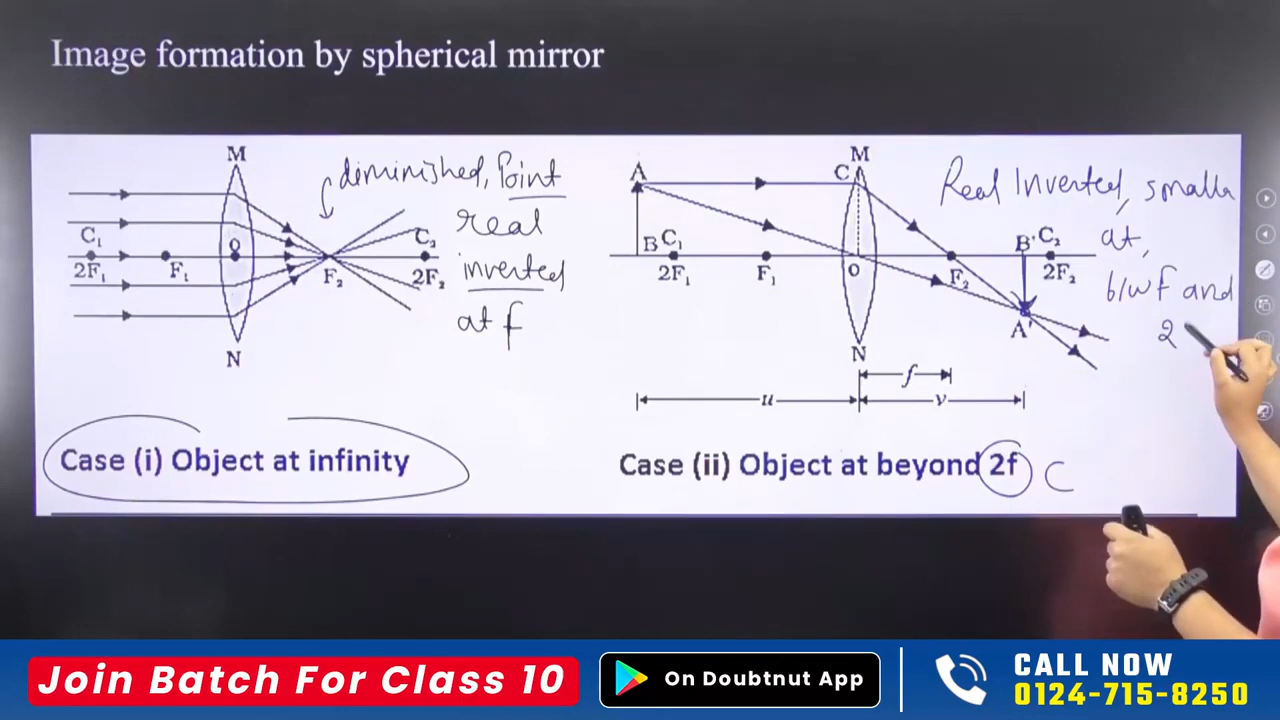 Image formation by spherical mirror
M
diminished, Point
real
inverted
at f
C₁
O
C₂
2F₁
F₁
F₂
2F₂
N
Case (i) Object at infinity
A
C
M
Real Inverted, smaller
at,
b/w f and
2
B C₁
B' C₂
2F₁
F₁
O
F₂
2F₂
A'
N
f
u
v
Case (ii) Object at beyond 2f C
Join Batch For Class 10
On Doubtnut App
CALL NOW
0124-715-8250